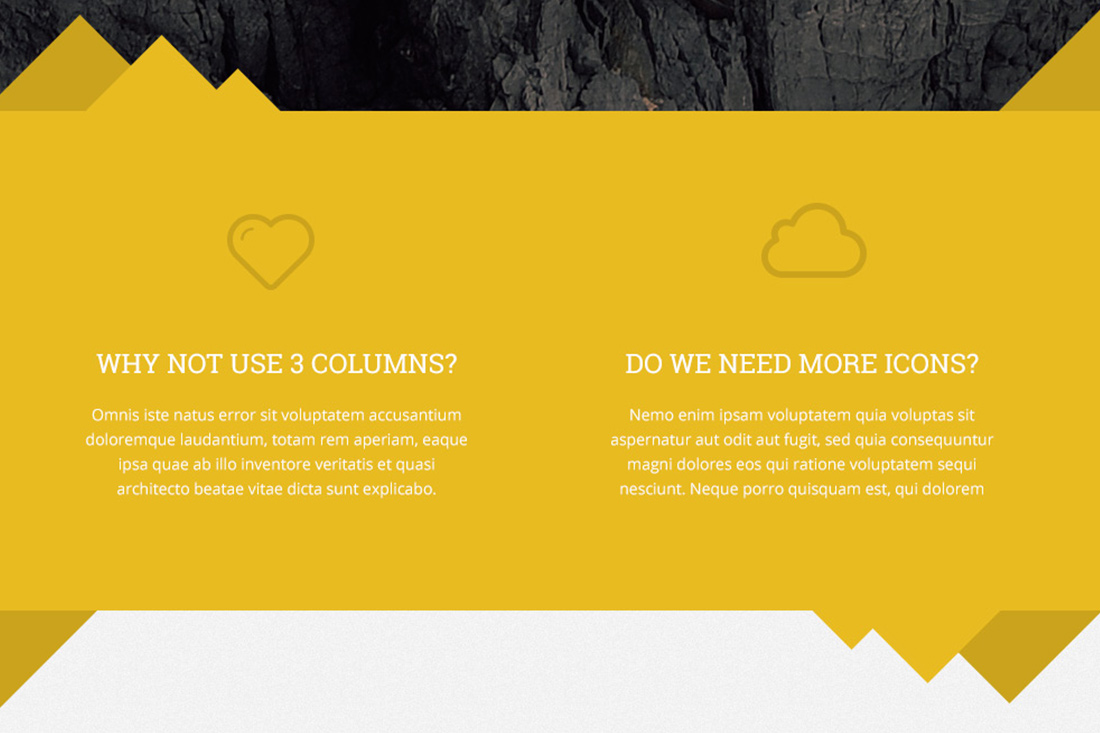 WHY NOT USE 3 COLUMNS?
Omnis iste natus error sit voluptatem accusantium
doloremque laudantium, totam rem aperiam, eaque
ipsa quae ab illo inventore veritatis et quasi
architecto beatae vitae dicta sunt explicabo.
DO WE NEED MORE ICONS?
Nemo enim ipsam voluptatem quia voluptas sit
aspernatur aut odit aut fugit, sed quia consequuntur
magni dolores eos qui ratione voluptatem sequi
nesciunt. Neque porro quisquam est, qui dolorem